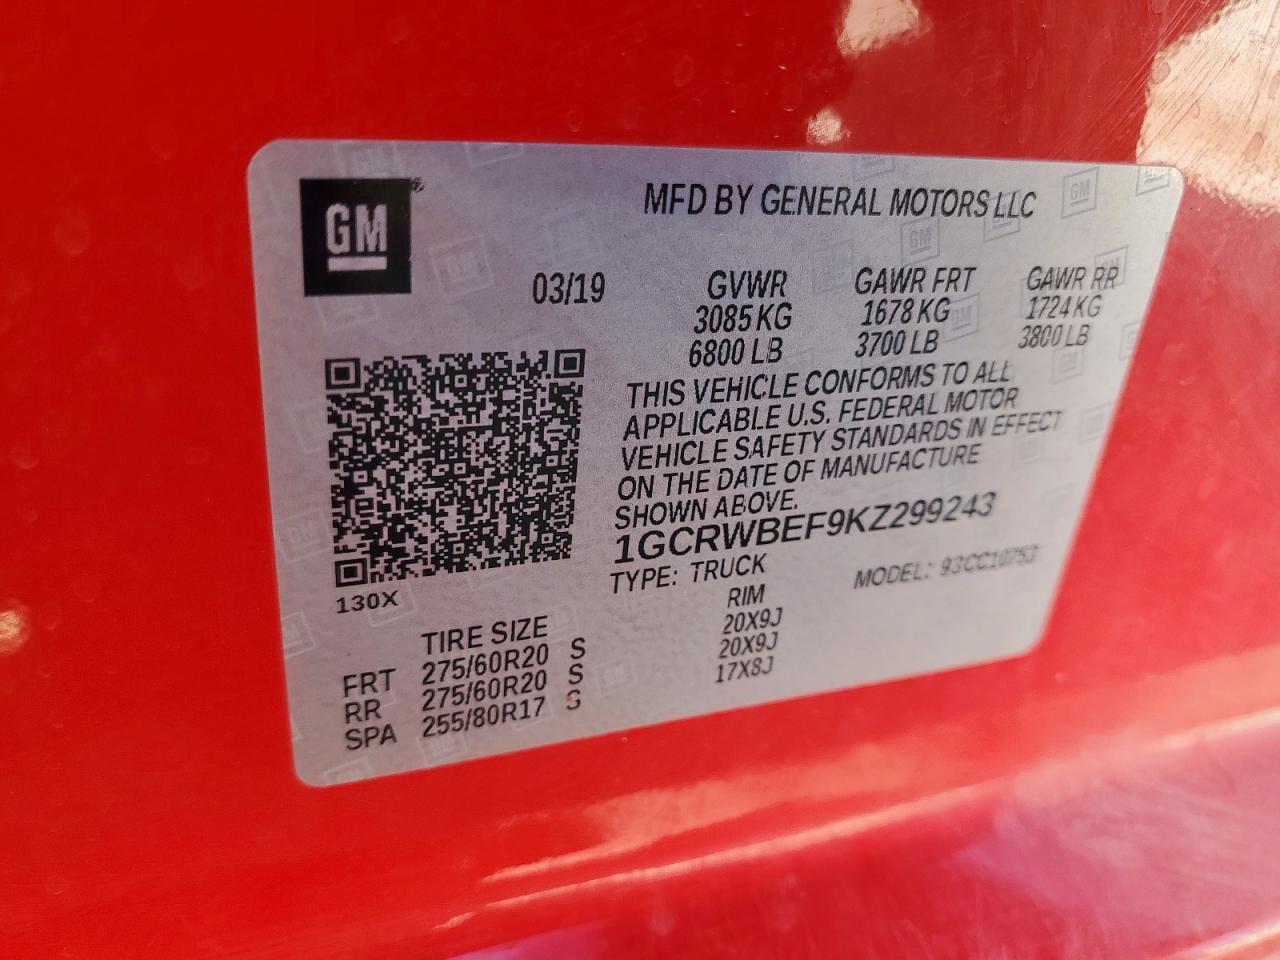 GM
MFD BY GENERAL MOTORS LLC
03/19 GVWR GAWR FRT GAWR RR
3085 KG 1678 KG 1724 KG
6800 LB 3700 LB 3800 LB
THIS VEHICLE CONFORMS TO ALL
APPLICABLE U.S. FEDERAL MOTOR
VEHICLE SAFETY STANDARDS IN EFFECT
ON THE DATE OF MANUFACTURE
SHOWN ABOVE.
1GCRWBEF9KZ299243
TYPE: TRUCK MODEL:
130X
TIRE SIZE RIM
FRT 275/60R20 S 20X9J
RR 275/60R20 S 20X9J
SPA 255/80R17 S 17X8J